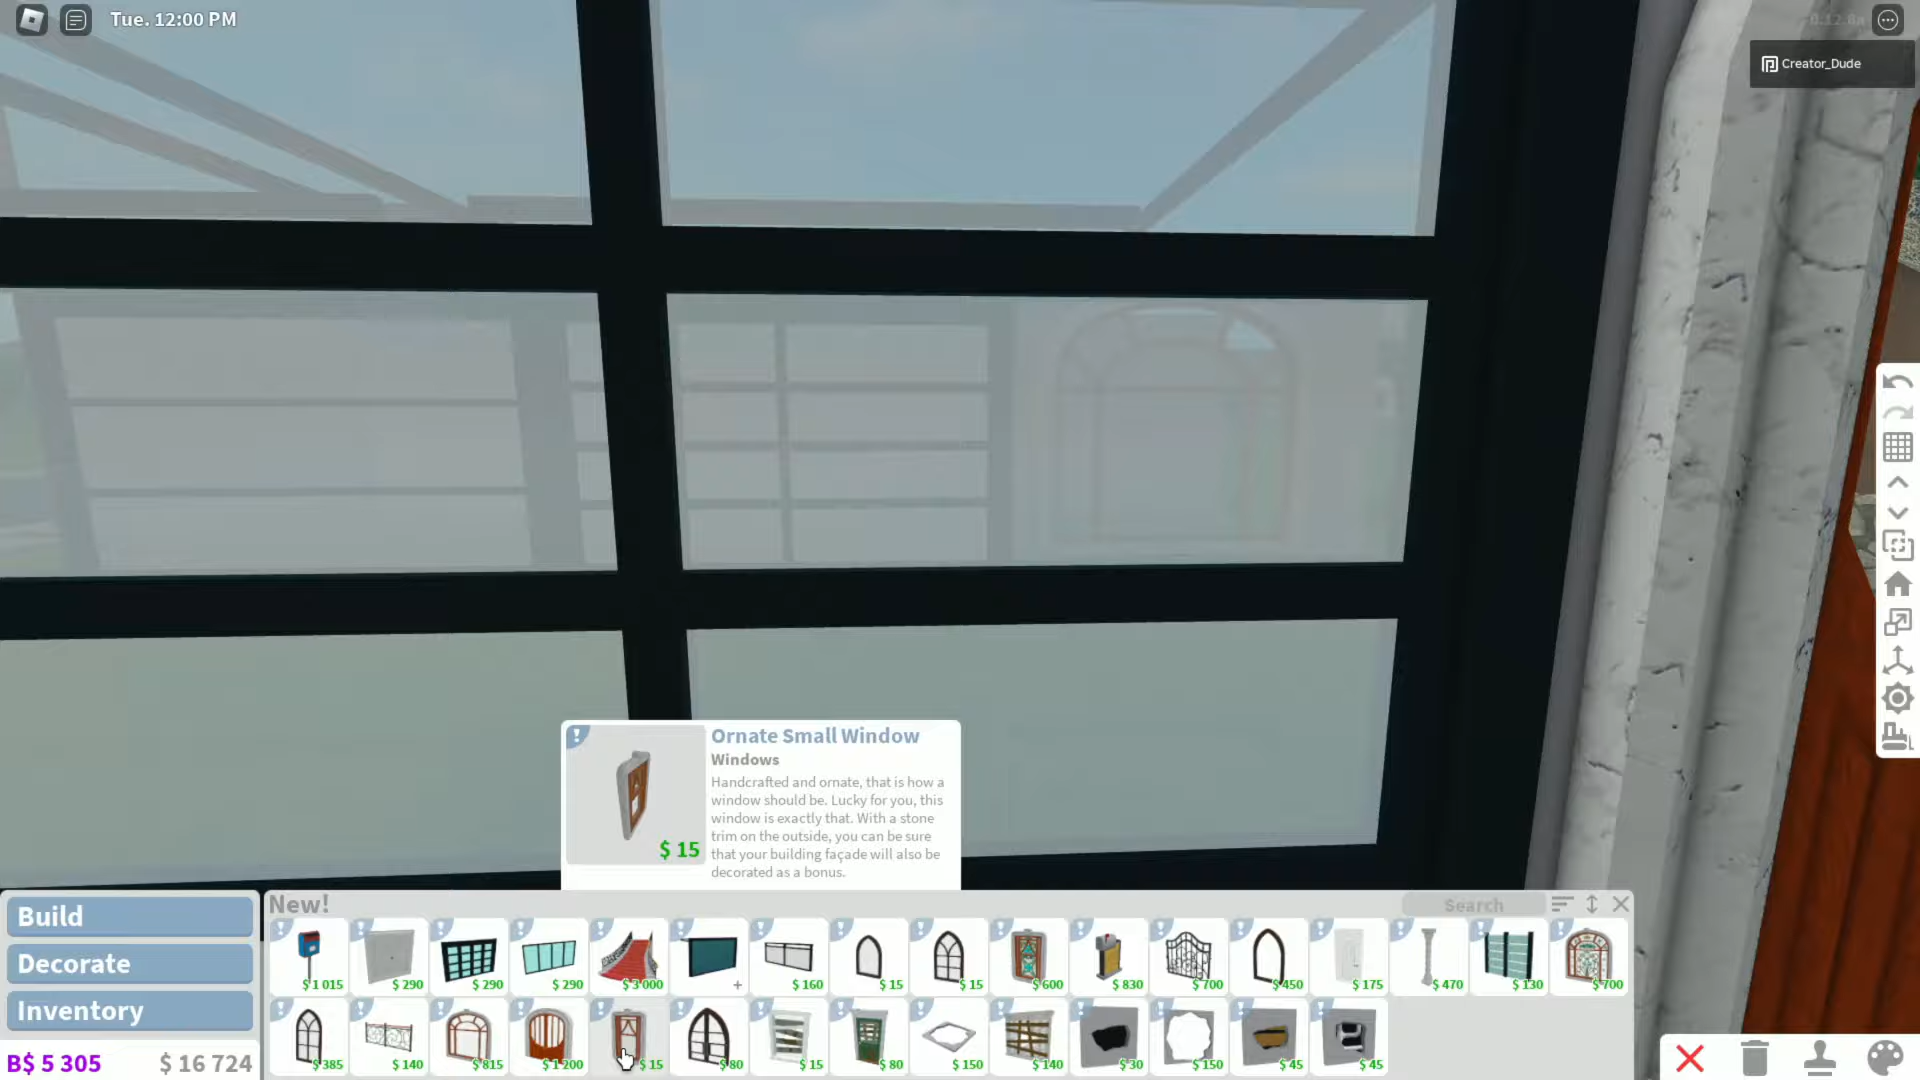 Tue. 12:00 PM
0.12.8a
Creator_Dude
Ornate Small Window
Windows
Handcrafted and ornate, that is how a
window should be. Lucky for you, this
window is exactly that. With a stone
trim on the outside, you can be sure
that your building façade will also be
decorated as a bonus.
$ 15
Build
Decorate
Inventory
B$ 5 305
$ 16 724
New!
Search
$ 1 015
$ 290
$ 290
$ 290
$ 3 000
+
$ 160
$ 15
$ 15
$ 600
$ 830
$ 700
$ 450
$ 175
$ 470
$ 130
$ 700
$ 385
$ 140
$ 815
$ 1 200
$ 15
$ 80
$ 15
$ 80
$ 150
$ 140
$ 30
$ 150
$ 45
$ 45